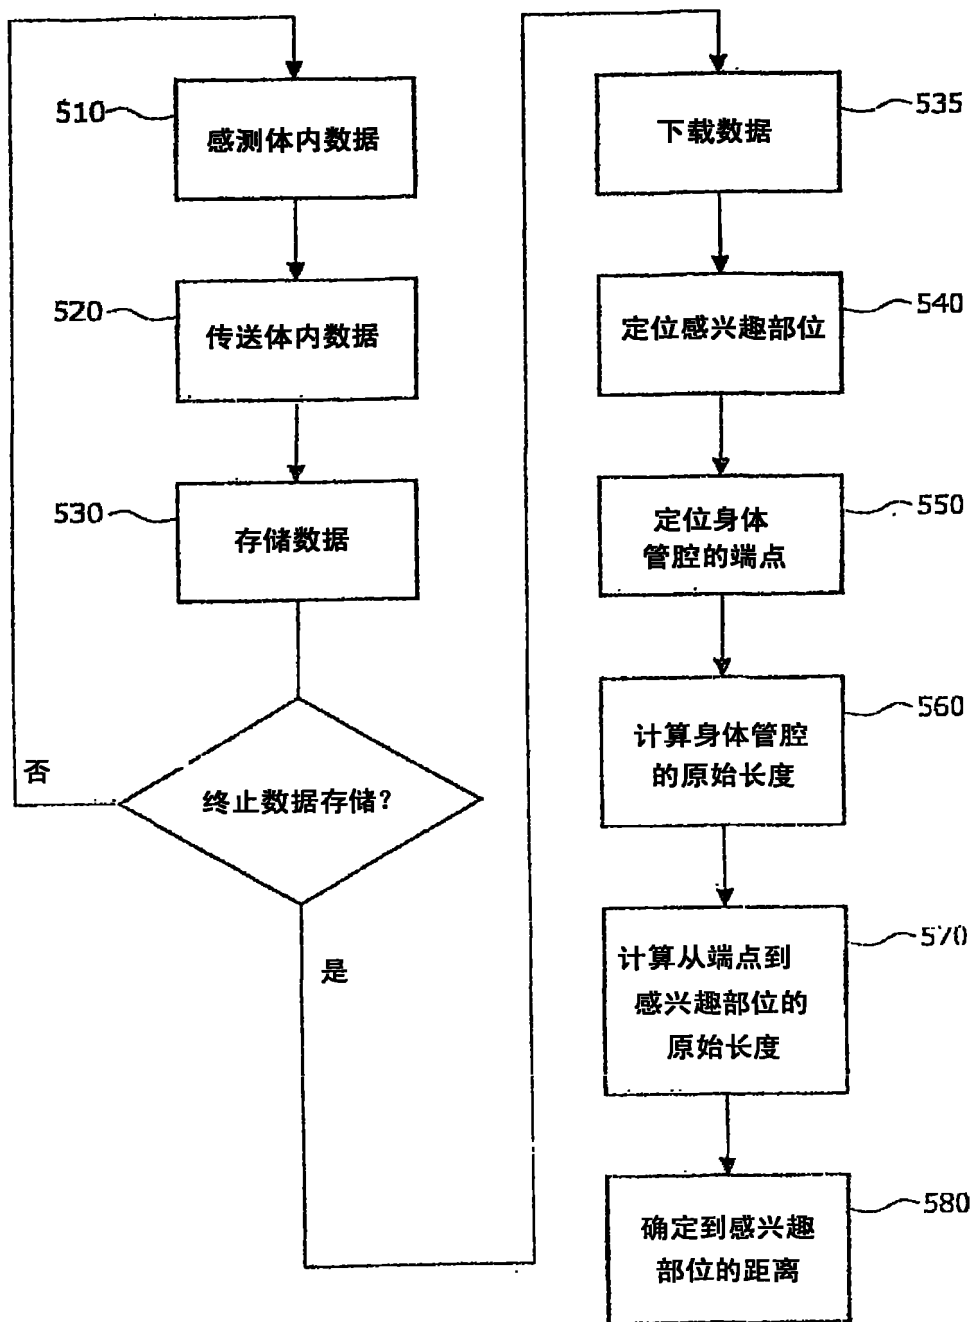 510
感测体内数据
520
传送体内数据
530
存储数据
终止数据存储?
否
是
535
下载数据
540
定位感兴趣部位
550
定位身体
管腔的端点
560
计算身体管腔
的原始长度
570
计算从端点到
感兴趣部位的
原始长度
580
确定到感兴趣
部位的距离